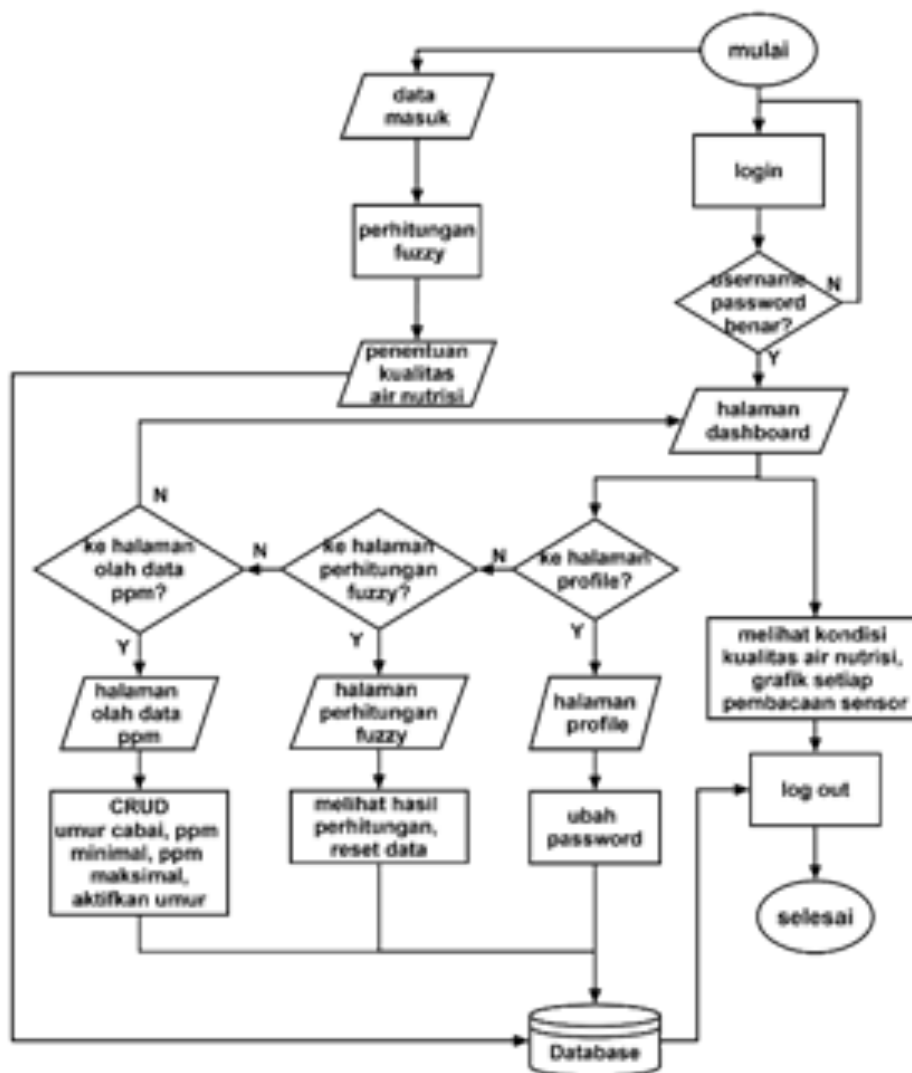 mulai
data
masuk
login
perhitungan
fuzzy
username
password
benar?
N
Y
penentuan
kualitas
air nutrisi
halaman
dashboard
N
ke halaman
olah data
ppm?
N
ke halaman
perhitungan
fuzzy?
N
ke halaman
profile?
Y
Y
Y
melihat kondisi
kualitas air nutrisi,
grafik setiap
pembacaan sensor
halaman
olah data
ppm
halaman
perhitungan
fuzzy
halaman
profile
CRUD
umur cabai, ppm
minimal, ppm
maksimal,
aktifkan umur
melihat hasil
perhitungan,
reset data
ubah
password
log out
selesai
Database